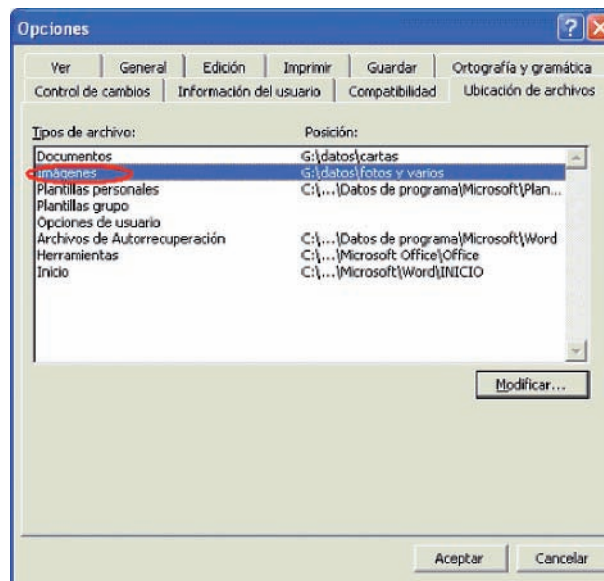 Opciones
Ver General Edición Imprimir Guardar Ortografía y gramática
Control de cambios Información del usuario Compatibilidad Ubicación de archivos
Tipos de archivo: Posición:
Documentos G:\datos\cartas
Imágenes G:\datos\fotos y varios
Plantillas personales C:\...\Datos de programa\Microsoft\Plan...
Plantillas grupo
Opciones de usuario
Archivos de Autorrecuperación C:\...\Datos de programa\Microsoft\Word
Herramientas C:\...\Microsoft Office\Office
Inicio C:\...\Microsoft\Word\INICIO
Modificar...
Aceptar Cancelar